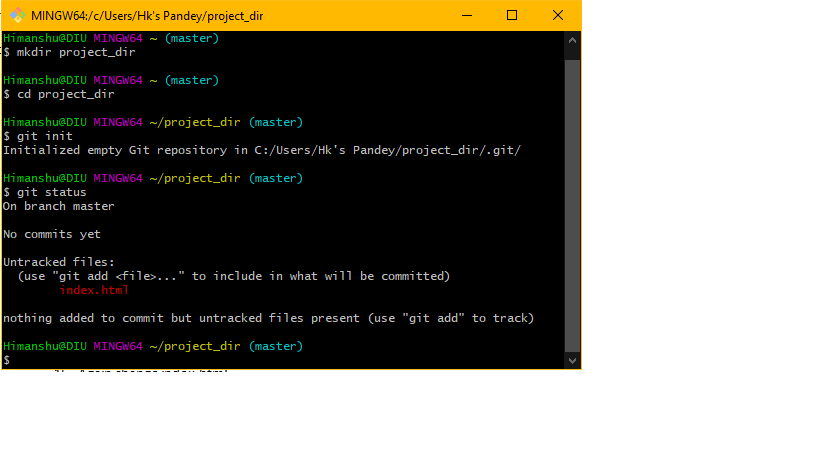 MINGW64:/c/Users/Hk's Pandey/project_dir
Himanshu@DIU MINGW64 ~ (master)
$ mkdir project_dir
Himanshu@DIU MINGW64 ~ (master)
$ cd project_dir
Himanshu@DIU MINGW64 ~/project_dir (master)
$ git init
Initialized empty Git repository in C:/Users/Hk's Pandey/project_dir/.git/
Himanshu@DIU MINGW64 ~/project_dir (master)
$ git status
On branch master
No commits yet
Untracked files:
(use "git add <file>..." to include in what will be committed)
index.html
nothing added to commit but untracked files present (use "git add" to track)
Himanshu@DIU MINGW64 ~/project_dir (master)
$